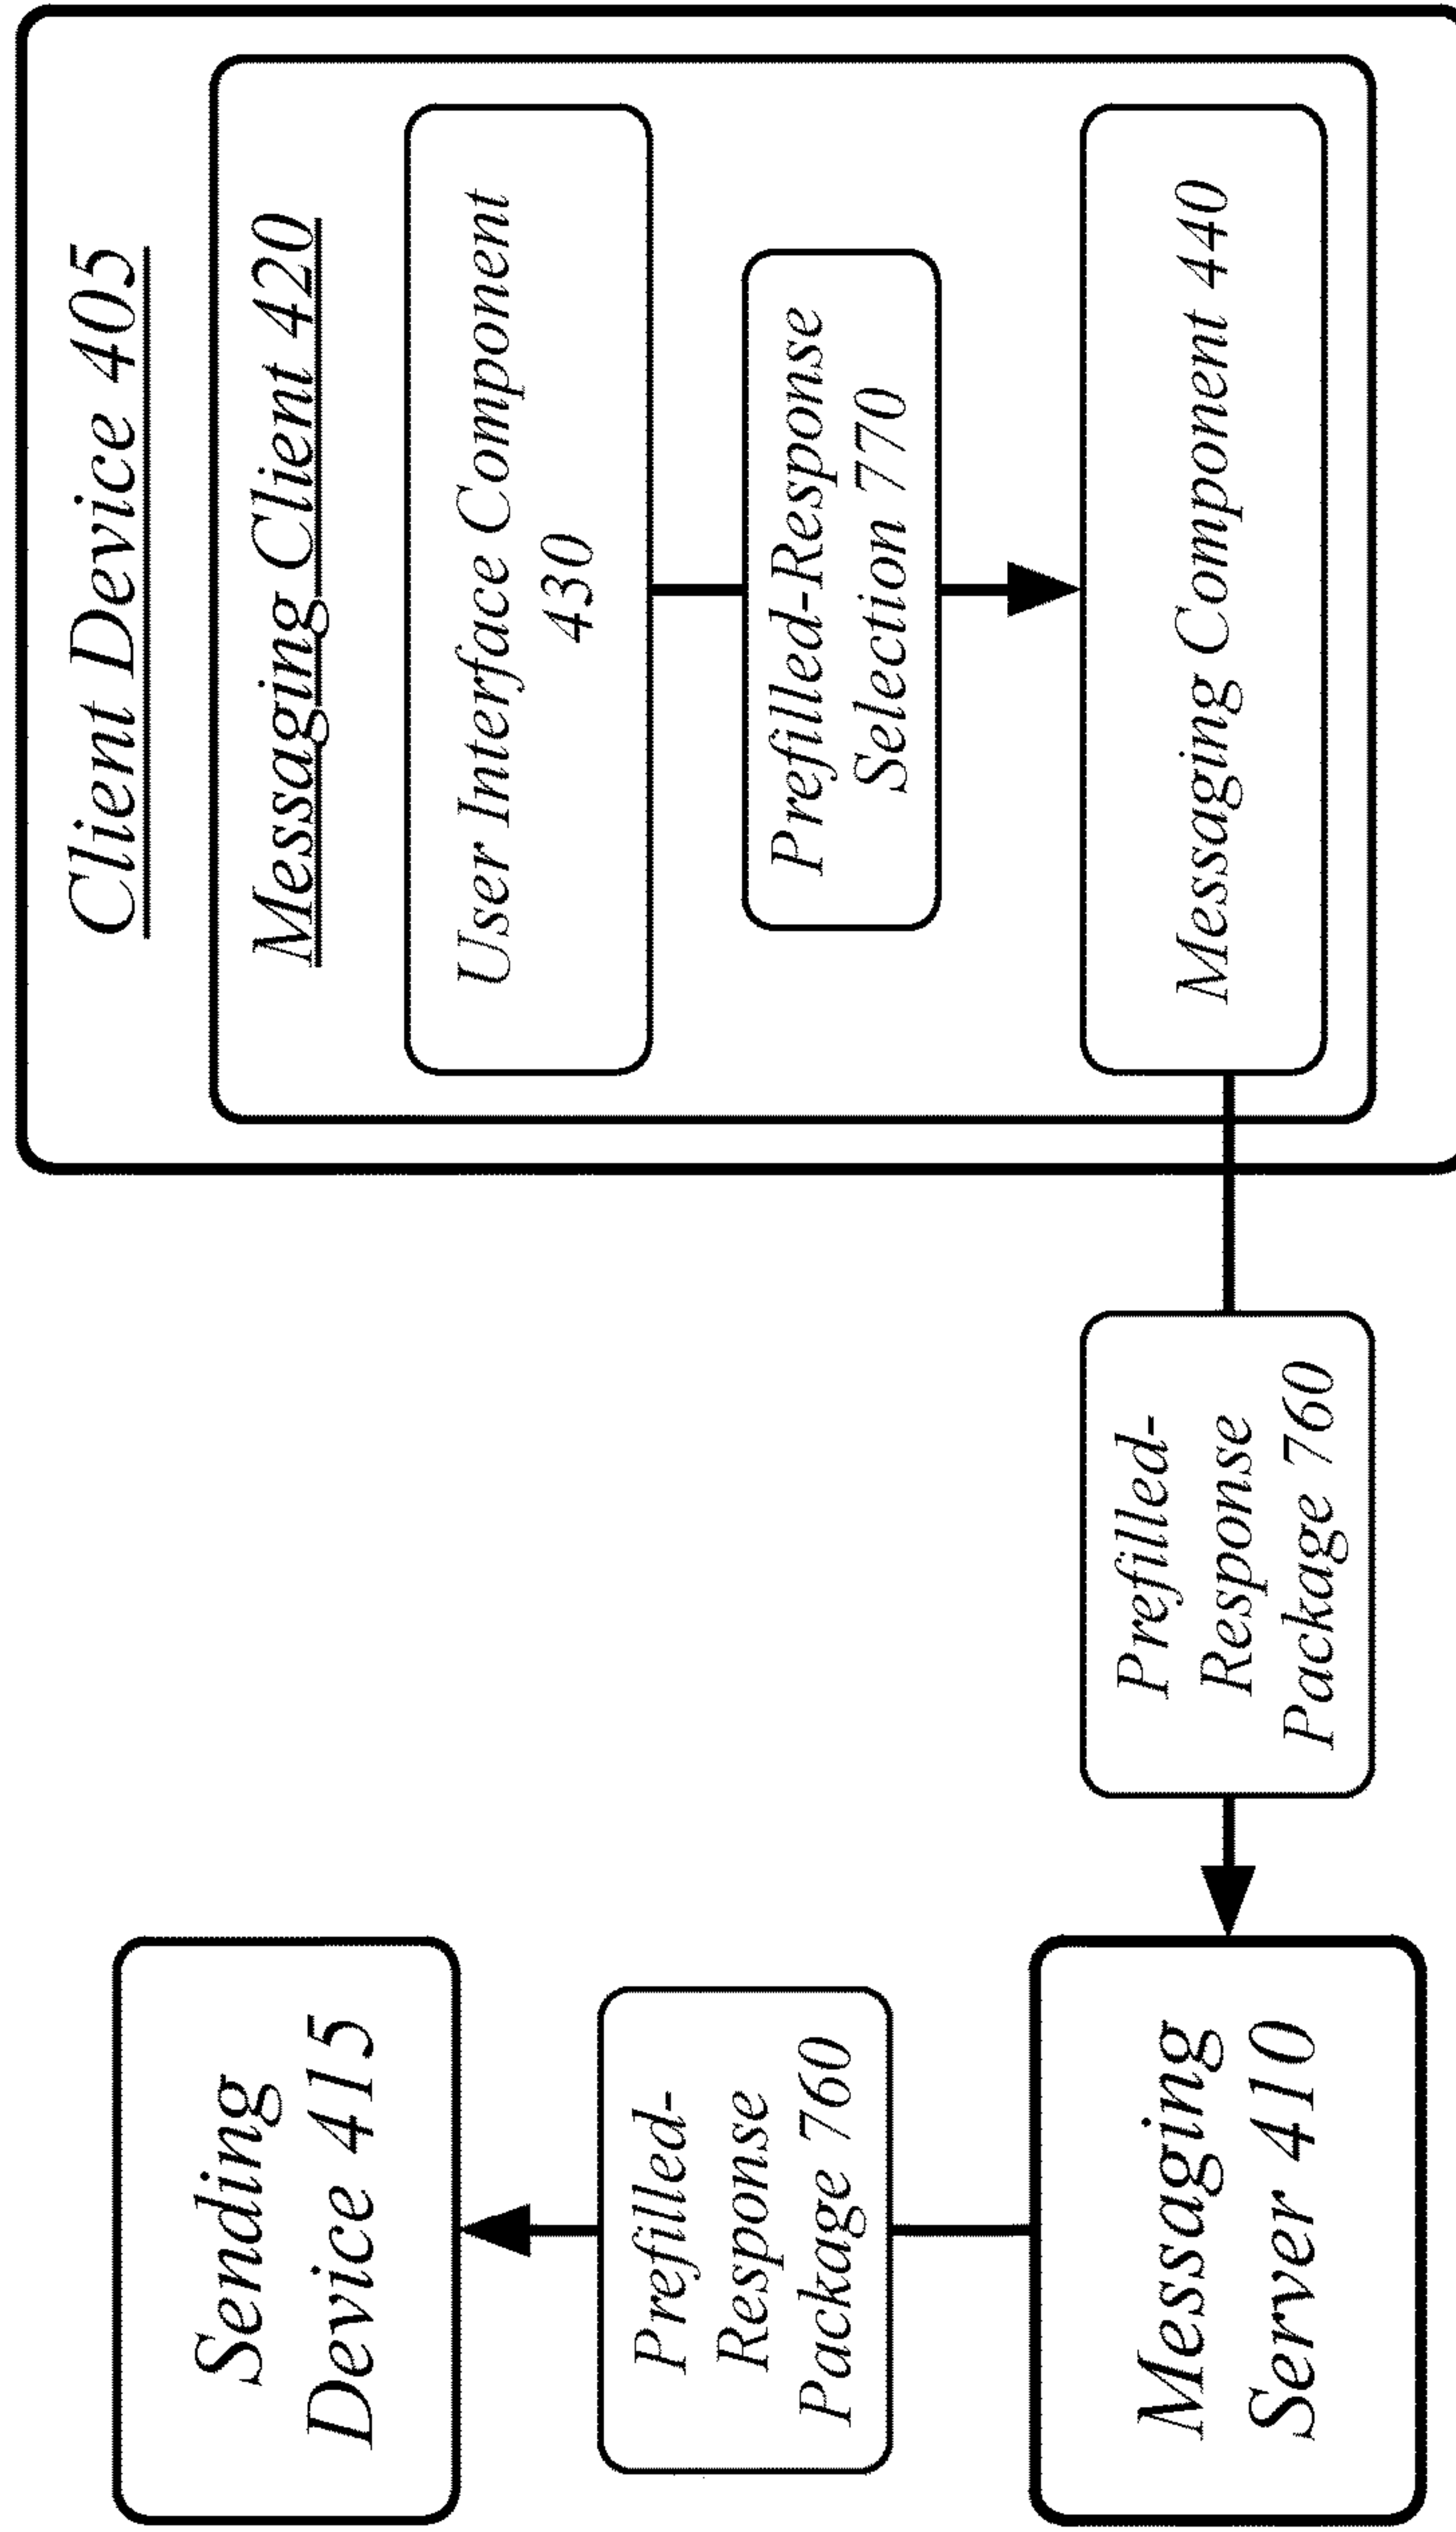 Client Device 405
Messaging Client 420
User Interface Component
430
Prefilled-Response
Selection 770
Messaging Component 440
Prefilled-
Response
Package 760
Messaging
Server 410
Prefilled-
Response
Package 760
Sending
Device 415